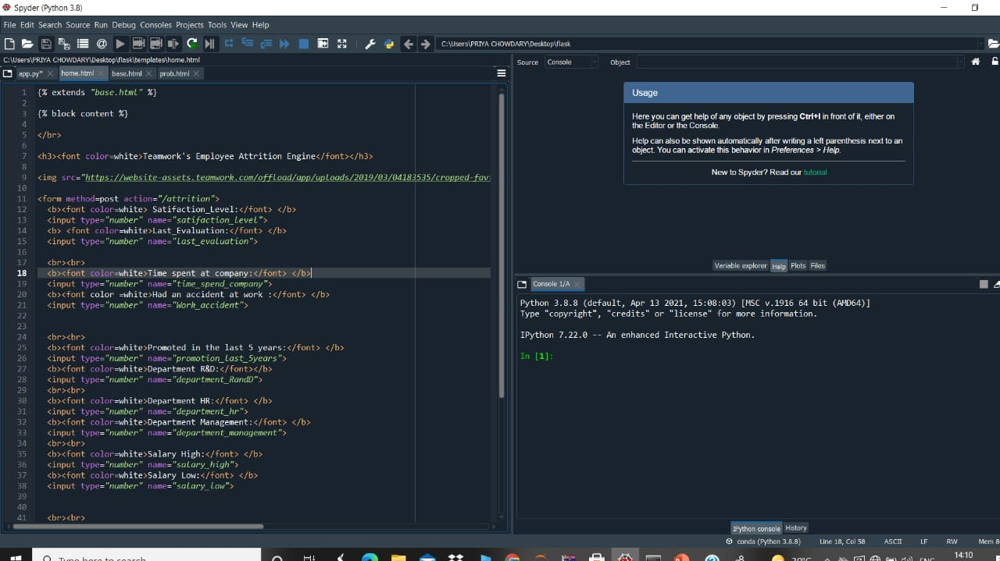 Spyder (Python 3.8)
File Edit Search Source Run Debug Consoles Projects Tools View Help
C:\Users\PRIYA CHOWDARY\Desktop\flask
C:\Users\PRIYA CHOWDARY\Desktop\flask\templates\home.html
app.py* home.html base.html prob.html
1 {% extends "base.html" %}
2
3 {% block content %}
4
5 </br>
6
7 <h3><font color=white>Teamwork's Employee Attrition Engine</font></h3>
8
9 <img src="https://website-assets.teamwork.com/offload/app/uploads/2019/03/04183535/cropped-fav
10
11 <form method=post action="/attrition">
12 <b><font color=white> Satifaction_Level:</font> </b>
13 <input type="number" name="satifaction_level">
14 <b> <font color=white>Last_Evaluation:</font> </b>
15 <input type="number" name="last_evaluation">
16
17 <br><br>
18 <b><font color=white>Time spent at company:</font> </b>
19 <input type="number" name="time_spend_company">
20 <b><font color =white>Had an accident at work :</font> </b>
21 <input type="number" name="Work_accident">
22
23
24 <br><br>
25 <b><font color=white>Promoted in the last 5 years:</font> </b>
26 <input type="number" name="promotion_last_5years">
27 <b><font color=white>Department R&D:</font></b>
28 <input type="number" name="department_RandD">
29 <br><br>
30 <b><font color=white>Department HR:</font> </b>
31 <input type="number" name="department_hr">
32 <b><font color=white>Department Management:</font> </b>
33 <input type="number" name="department_management">
34 <br><br>
35 <b><font color=white>Salary High:</font> </b>
36 <input type="number" name="salary_high">
37 <b><font color=white>Salary Low:</font> </b>
38 <input type="number" name="salary_low">
39
40
41 <br><br>
Source Console Object
Usage
Here you can get help of any object by pressing Ctrl+I in front of it, either on
the Editor or the Console.
Help can also be shown automatically after writing a left parenthesis next to an
object. You can activate this behavior in Preferences > Help.
New to Spyder? Read our tutorial
Variable explorer Help Plots Files
Console 1/A
Python 3.8.8 (default, Apr 13 2021, 15:08:03) [MSC v.1916 64 bit (AMD64)]
Type "copyright", "credits" or "license" for more information.
IPython 7.22.0 -- An enhanced Interactive Python.
In [1]:
IPython console History
conda (Python 3.8.8) Line 18, Col 58 ASCII LF RW Mem 8
Type here to search
30°C ENG 14:10